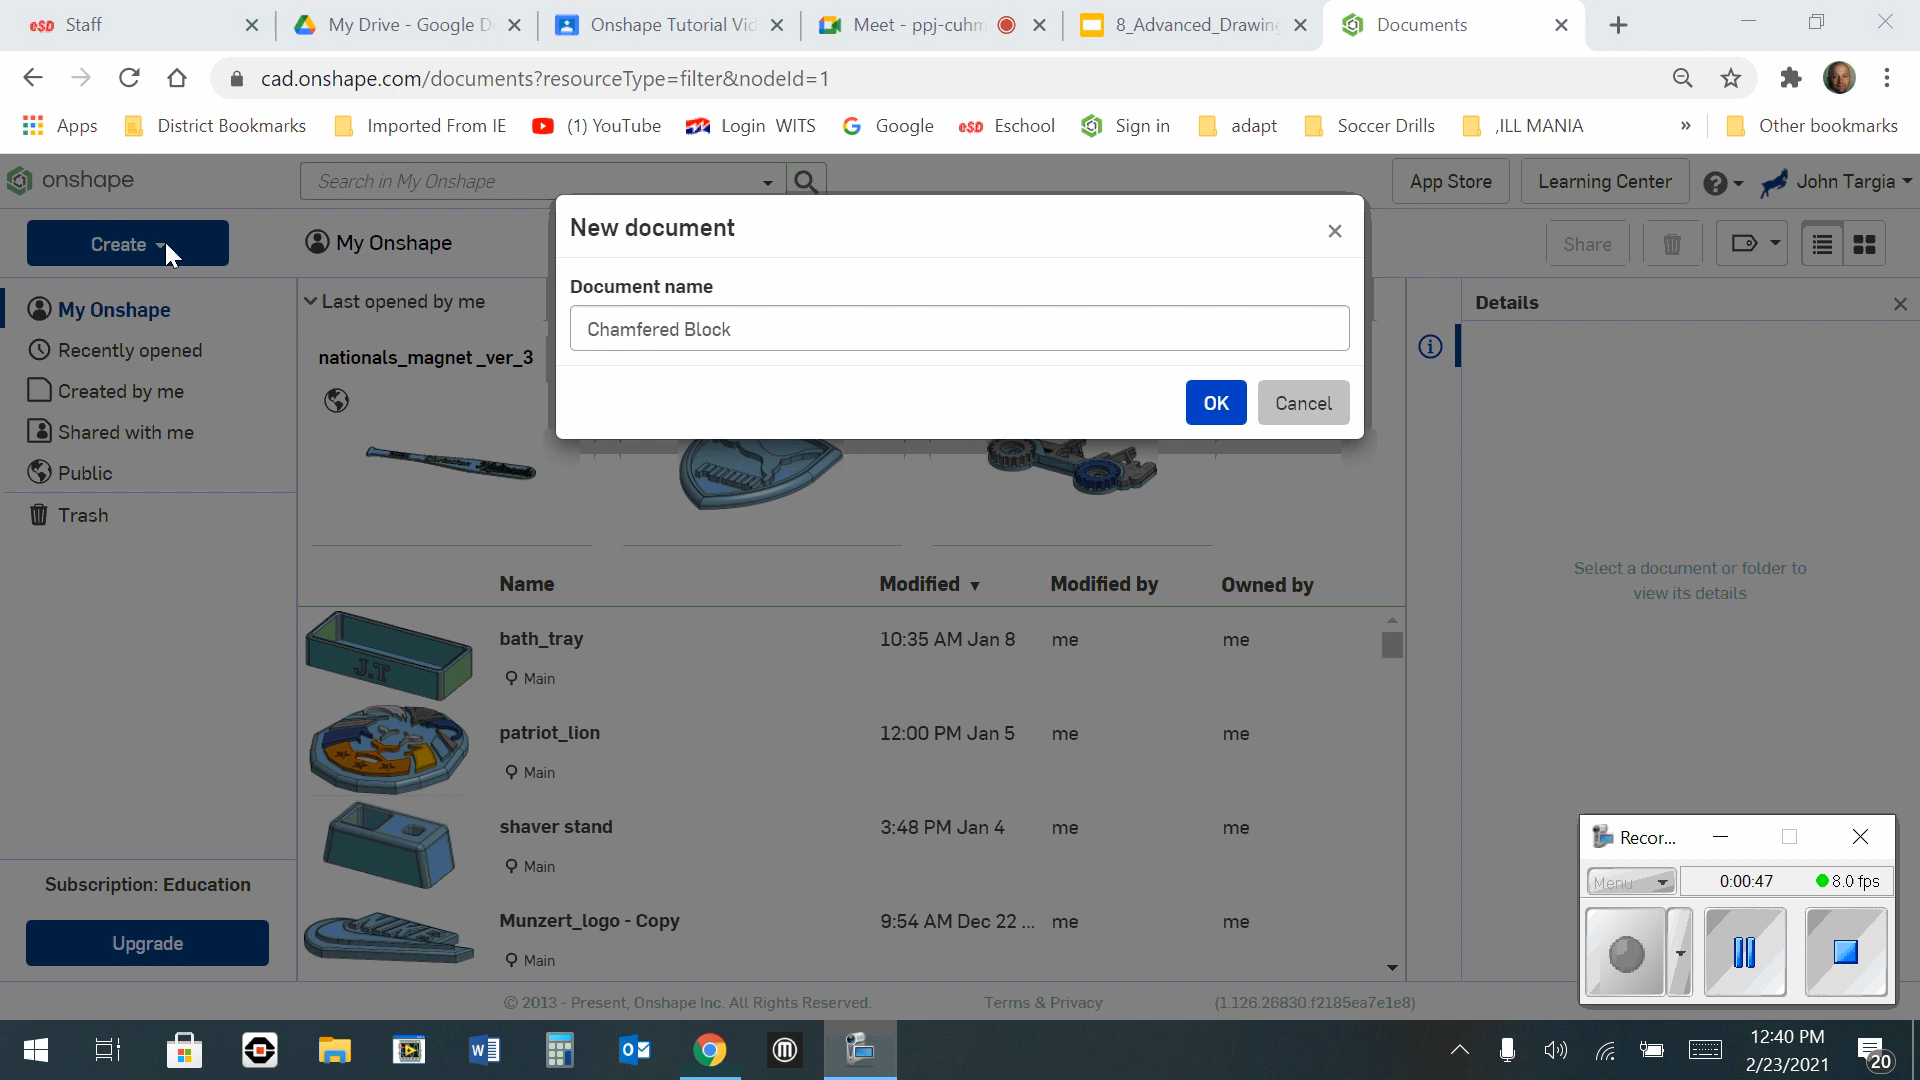 esd Staff
My Drive - Google D
Onshape Tutorial Vid
Meet - ppj-cuhm
8_Advanced_Drawing
Documents
cad.onshape.com/documents?resourceType=filter&nodeId=1
Apps
District Bookmarks
Imported From IE
(1) YouTube
Login WITS
Google
esd Eschool
Sign in
adapt
Soccer Drills
,ILL MANIA
»
Other bookmarks
onshape
Search in My Onshape
App Store
Learning Center
John Targia
Create
My Onshape
Share
New document
Document name
Chamfered Block
OK
Cancel
My Onshape
Recently opened
Created by me
Shared with me
Public
Trash
Last opened by me
nationals_magnet_ver_3
Details
Select a document or folder to
view its details
Name
Modified
Modified by
Owned by
J.T
bath_tray
10:35 AM Jan 8
me
me
Main
patriot_lion
12:00 PM Jan 5
me
me
Main
shaver stand
3:48 PM Jan 4
me
me
Main
Munzert_logo - Copy
9:54 AM Dec 22 ...
me
me
Main
Subscription: Education
Upgrade
© 2013 - Present, Onshape Inc. All Rights Reserved.
Terms & Privacy
(1.126.26830.f2185ea7e1e8)
Recor...
Menu
0:00:47
8.0 fps
12:40 PM
2/23/2021
20